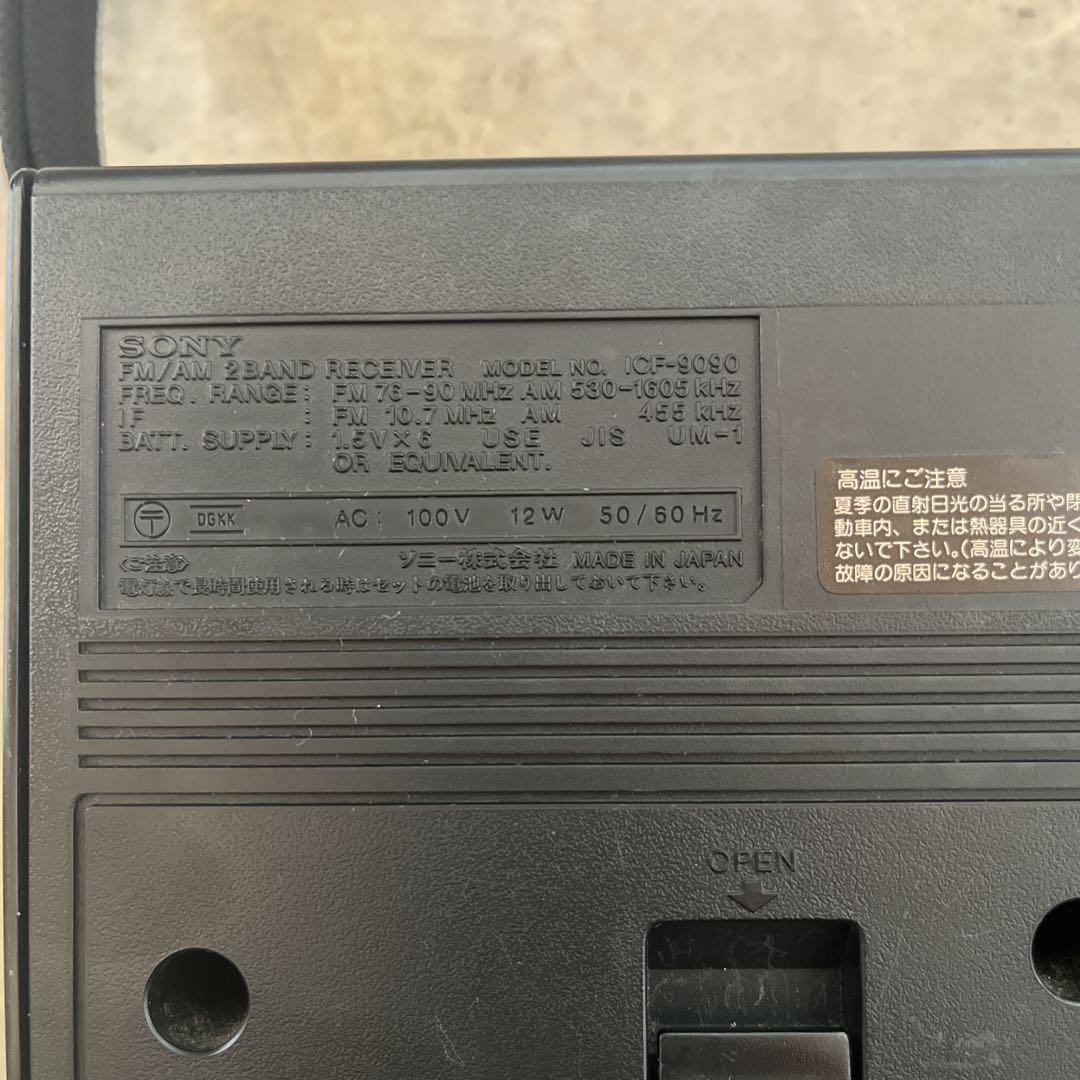 SONY
FM/AM 2BAND RECEIVER MODEL NO. ICF-9090
FREQ. RANGE: FM 76-90 MHz AM 530-1605 kHz
IF : FM 10.7 MHz AM 455 kHz
BATT. SUPPLY: 1.5V×6 USE JIS UM-1
OR EQUIVALENT.
〒 DGKK AC: 100V 12W 50/60 Hz
ソニー株式会社 MADE IN JAPAN
〈ご注意〉
電灯線で長時間使用される時はセットの電池を取り出しておいて下さい。
高温にご注意
夏季の直射日光の当る所や閉
動車内、または熱器具の近く
ないで下さい。(高温により変
故障の原因になることがあり
OPEN